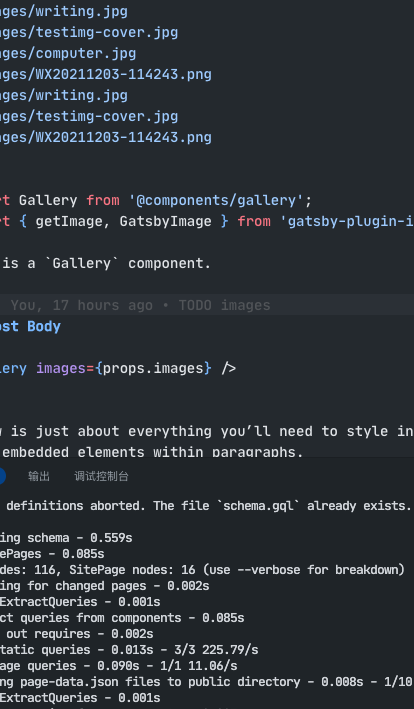 ages/writing.jpg
ages/testimg-cover.jpg
ages/computer.jpg
ages/WX20211203-114243.png
ages/writing.jpg
ages/testimg-cover.jpg
ages/WX20211203-114243.png
rt Gallery from '@components/gallery';
rt { getImage, GatsbyImage } from 'gatsby-plugin-i
is a `Gallery` component.
You, 17 hours ago • TODO images
ost Body
lery images={props.images} />
w is just about everything you’ll need to style in
embedded elements within paragraphs.
输出 调试控制台
definitions aborted. The file `schema.gql` already exists.
ing schema - 0.559s
ePages - 0.085s
des: 116, SitePage nodes: 16 (use --verbose for breakdown)
ing for changed pages - 0.002s
ExtractQueries - 0.001s
ct queries from components - 0.085s
out requires - 0.002s
tatic queries - 0.013s - 3/3 225.79/s
age queries - 0.090s - 1/1 11.06/s
ng page-data.json files to public directory - 0.008s - 1/10
ExtractQueries - 0.001s